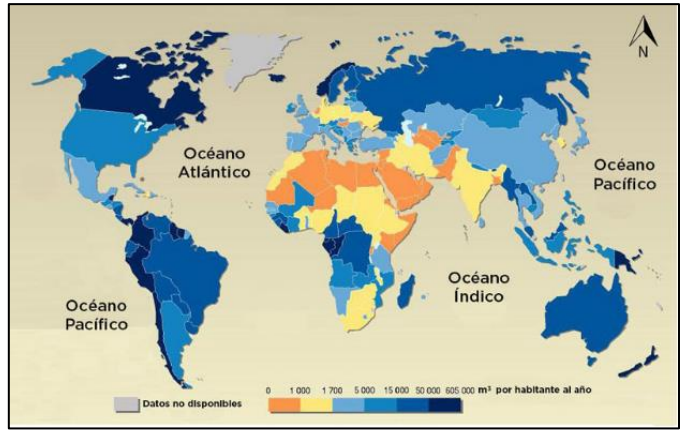 N
Océano
Atlántico
Océano
Pacífico
Océano
Índico
Océano
Pacífico
0 1 000 1 700 5 000 15 000 50 000 605 000 m³ por habitante al año
Datos no disponibles